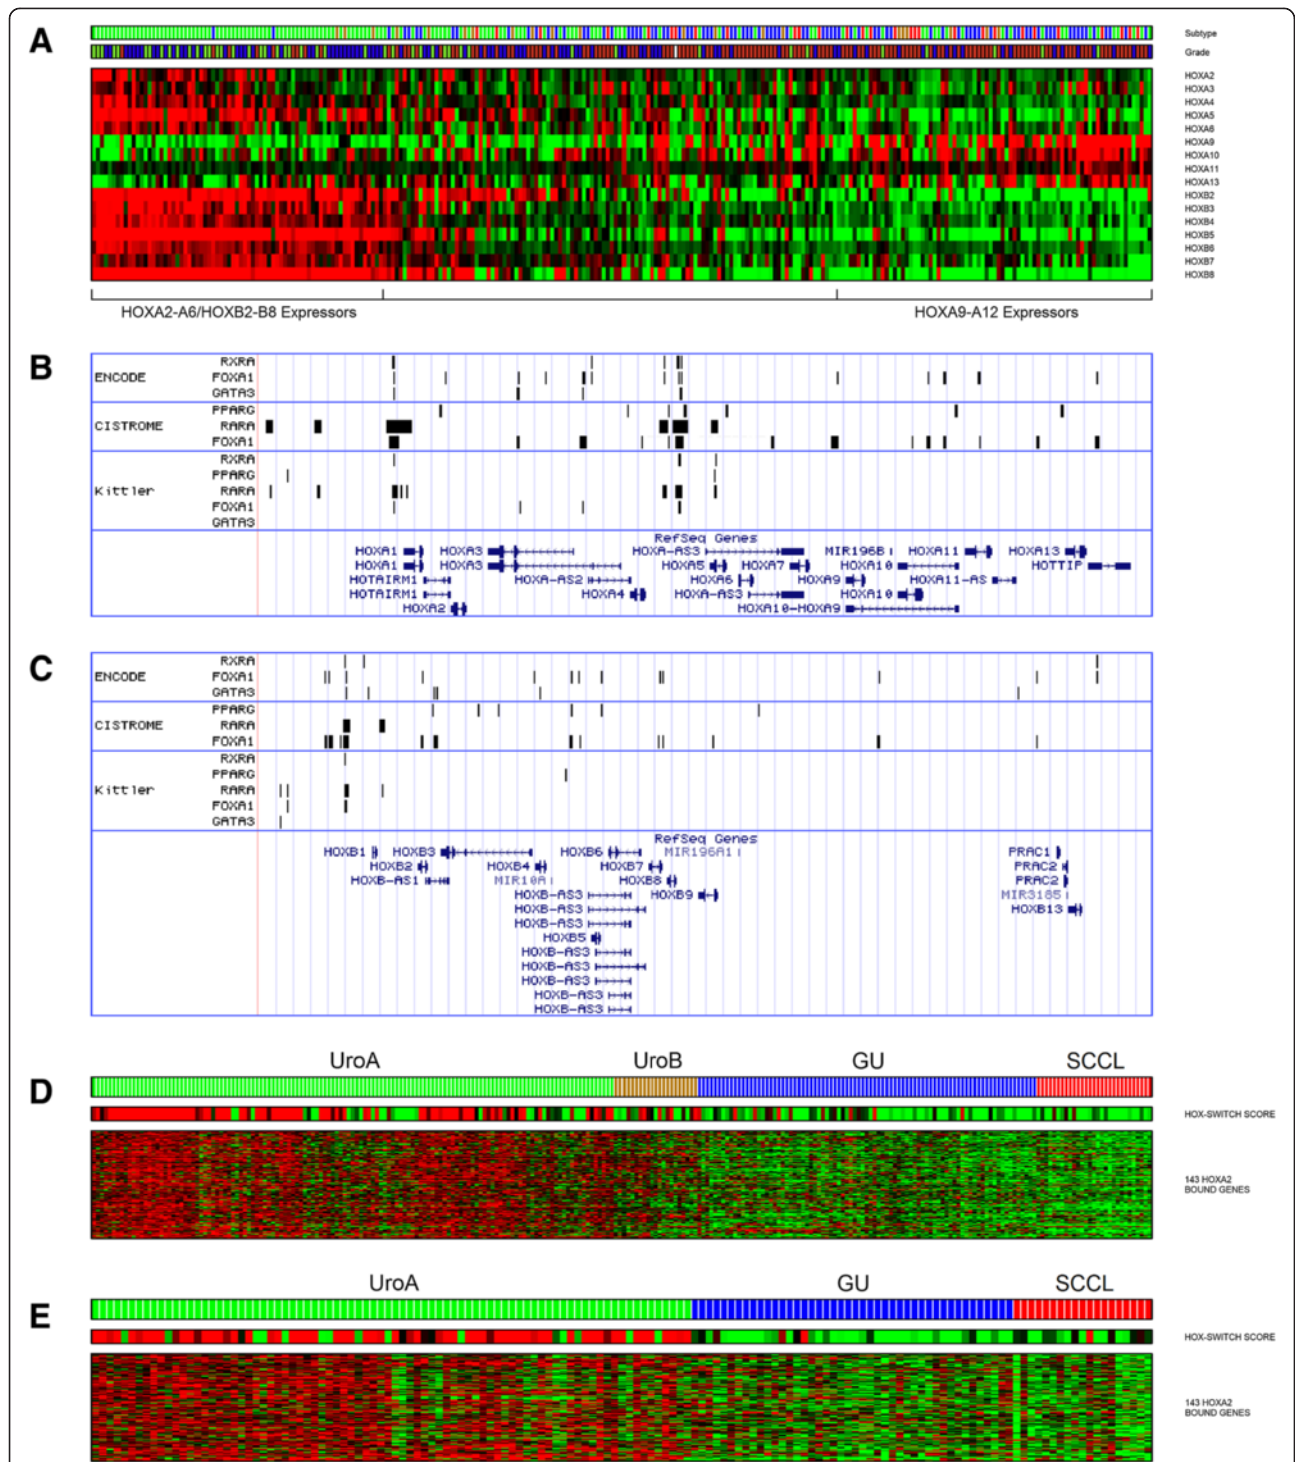 A
Subtype
Grade
HOXA2
HOXA3
HOXA4
HOXA5
HOXA6
HOXA9
HOXA10
HOXA11
HOXA13
HOXB2
HOXB3
HOXB4
HOXB5
HOXB6
HOXB7
HOXB8
HOXA2-A6/HOXB2-B8 Expressors
HOXA9-A12 Expressors
B
ENCODE
RXRA
FOXA1
GATA3
CISTROME
PPARG
RARA
FOXA1
Kittler
RXRA
PPARG
RARA
FOXA1
GATA3
RefSeq Genes
HOXA1 HOXA3 HOXA-AS3 MIR196B HOXA11 HOXA13
HOXA1 HOXA3 HOXA5 HOXA7 HOXA10 HOTTIP
HOTAIRM1 HOXA-AS2 HOXA6 HOXA9 HOXA11-AS
HOTAIRM1 HOXA4 HOXA-AS3 HOXA10
HOXA2 HOXA10-HOXA9
C
ENCODE
RXRA
FOXA1
GATA3
CISTROME
PPARG
RARA
FOXA1
Kittler
RXRA
PPARG
RARA
FOXA1
GATA3
RefSeq Genes
HOXB1 HOXB3 HOXB6 MIR196A1 PRAC1
HOXB2 HOXB4 HOXB7 PRAC2
HOXB-AS1 MIR10A HOXB8 PRAC2
HOXB-AS3 HOXB9 MIR3185
HOXB-AS3 HOXB13
HOXB-AS3
HOXB5
HOXB-AS3
HOXB-AS3
HOXB-AS3
HOXB-AS3
HOXB-AS3
D
UroA UroB GU SCCL
HOX-SWITCH SCORE
143 HOXA2
BOUND GENES
E
UroA GU SCCL
HOX-SWITCH SCORE
143 HOXA2
BOUND GENES